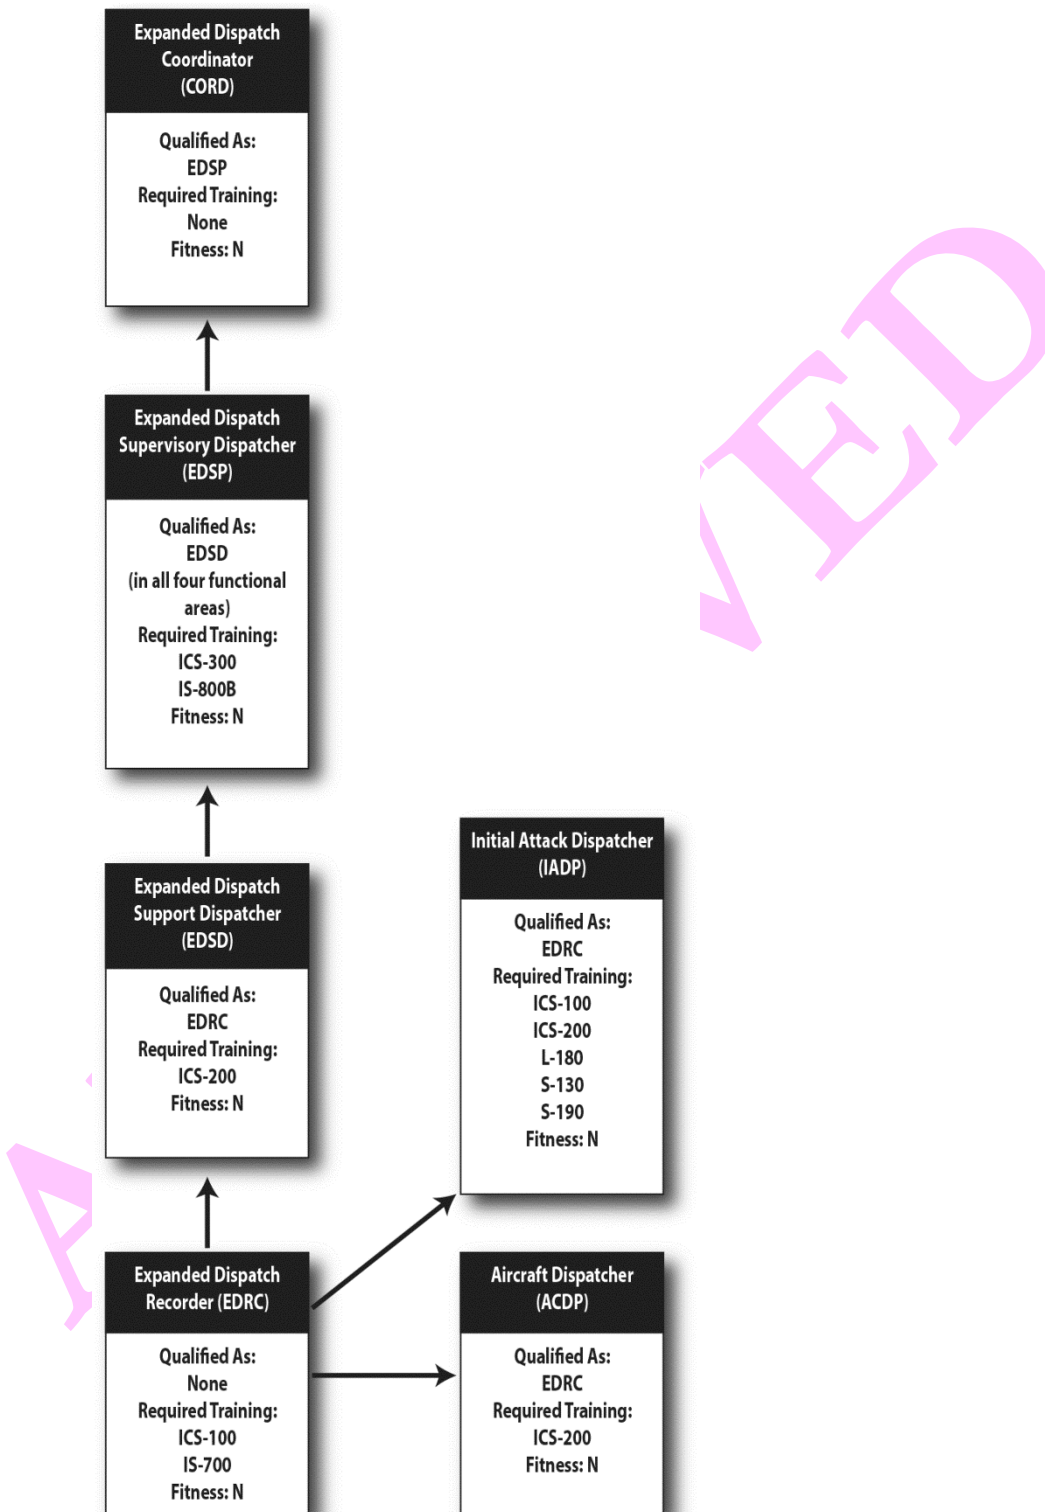 Expanded Dispatch
Coordinator
(CORD)
Qualified As:
EDSP
Required Training:
None
Fitness: N
Expanded Dispatch
Supervisory Dispatcher
(EDSP)
Qualified As:
EDSD
(in all four functional
areas)
Required Training:
ICS-300
IS-800B
Fitness: N
Expanded Dispatch
Support Dispatcher
(EDSD)
Qualified As:
EDRC
Required Training:
ICS-200
Fitness: N
Initial Attack Dispatcher
(IADP)
Qualified As:
EDRC
Required Training:
ICS-100
ICS-200
L-180
S-130
S-190
Fitness: N
Expanded Dispatch
Recorder (EDRC)
Qualified As:
None
Required Training:
ICS-100
IS-700
Fitness: N
Aircraft Dispatcher
(ACDP)
Qualified As:
EDRC
Required Training:
ICS-200
Fitness: N